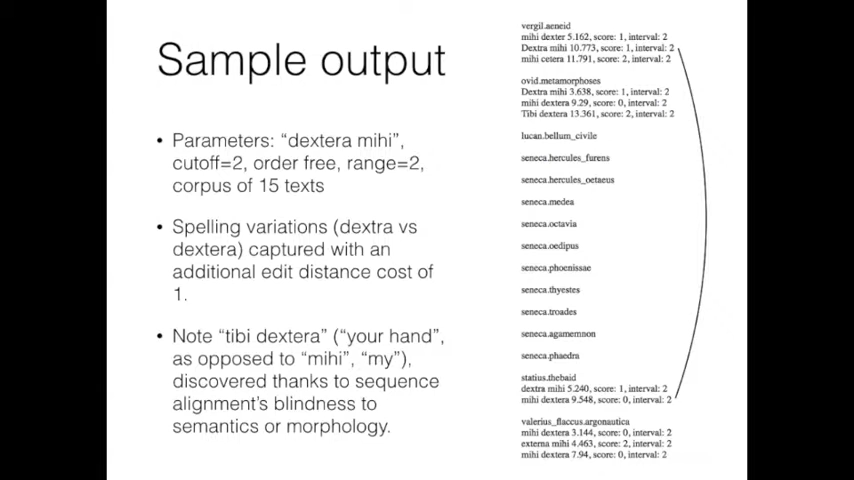 Sample output
• Parameters: “dextera mihi”,
cutoff=2, order free, range=2,
corpus of 15 texts
• Spelling variations (dextra vs
dextera) captured with an
additional edit distance cost of
1.
• Note “tibi dextera” (“your hand”,
as opposed to “mihi”, “my”),
discovered thanks to sequence
alignment's blindness to
semantics or morphology.
vergil.aeneid
mihi dexter 5.162, score: 1, interval: 2
Dextra mihi 10.773, score: 1, interval: 2
mihi cetera 11.791, score: 2, interval: 2
ovid.metamorphoses
Dextra mihi 3.638, score: 1, interval: 2
mihi dextera 9.29, score: 0, interval: 2
Tibi dextera 13.361, score: 2, interval: 2
lucan.bellum_civile
seneca.hercules_furens
seneca.hercules_oetaeus
seneca.medea
seneca.octavia
seneca.oedipus
seneca.phoenissae
seneca.thyestes
seneca.troades
seneca.agamemnon
seneca.phaedra
statius.thebaid
dextra mihi 5.240, score: 1, interval: 2
mihi dextera 9.548, score: 0, interval: 2
valerius_flaccus.argonautica
mihi dextera 3.144, score: 0, interval: 2
externa mihi 4.463, score: 2, interval: 2
mihi dextera 7.94, score: 0, interval: 2